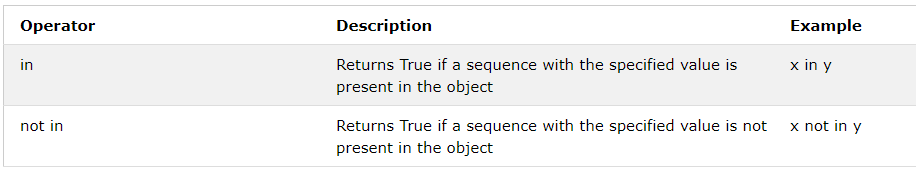 Operator Description Example
in Returns True if a sequence with the specified value is x in y
present in the object
not in Returns True if a sequence with the specified value is not x not in y
present in the object